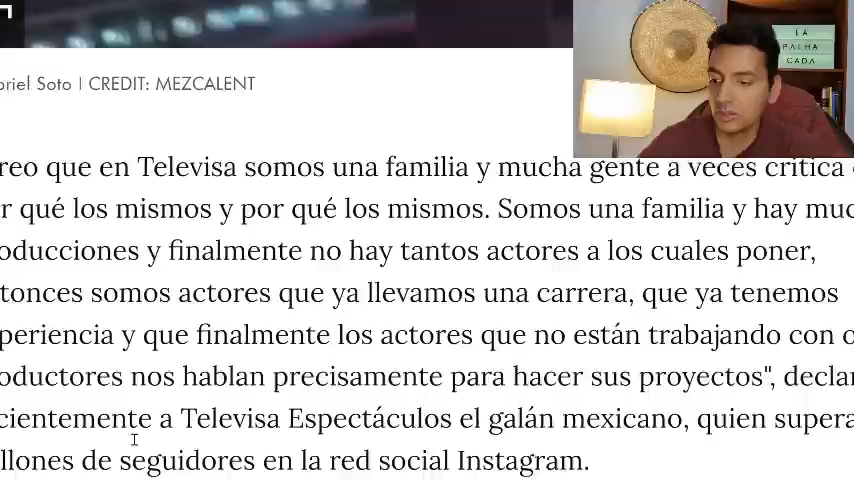 riel Soto | CREDIT: MEZCALENT
LA
PALHA
CADA
reo que en Televisa somos una familia y mucha gente a veces critica
r qué los mismos y por qué los mismos. Somos una familia y hay muc
oducciones y finalmente no hay tantos actores a los cuales poner,
tonces somos actores que ya llevamos una carrera, que ya tenemos
periencia y que finalmente los actores que no están trabajando con o
oductores nos hablan precisamente para hacer sus proyectos", declar
cientemente a Televisa Espectáculos el galán mexicano, quien supera
llones de seguidores en la red social Instagram.